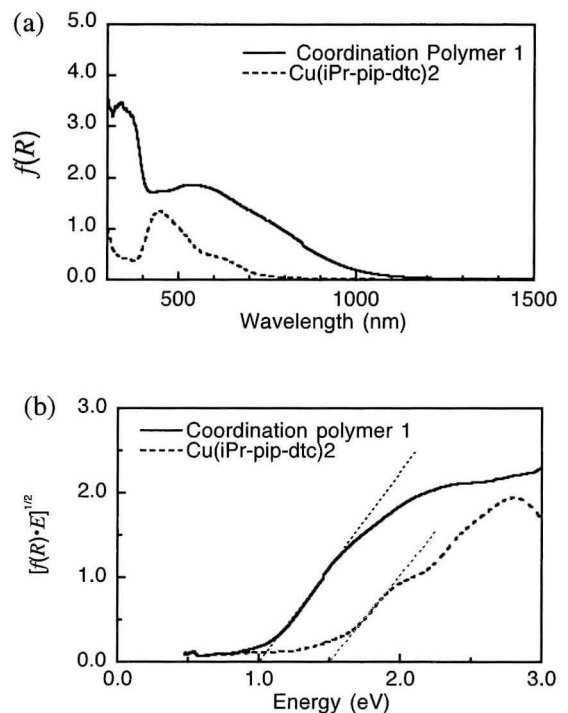 (a)
5.0
4.0
3.0
2.0
1.0
0.0
f(R)
Coordination Polymer 1
Cu(iPr-pip-dtc)2
500
1000
1500
Wavelength (nm)
(b)
3.0
2.0
1.0
0.0
[f(R)•E]1/2
Coordination polymer 1
Cu(iPr-pip-dtc)2
0.0
1.0
2.0
3.0
Energy (eV)